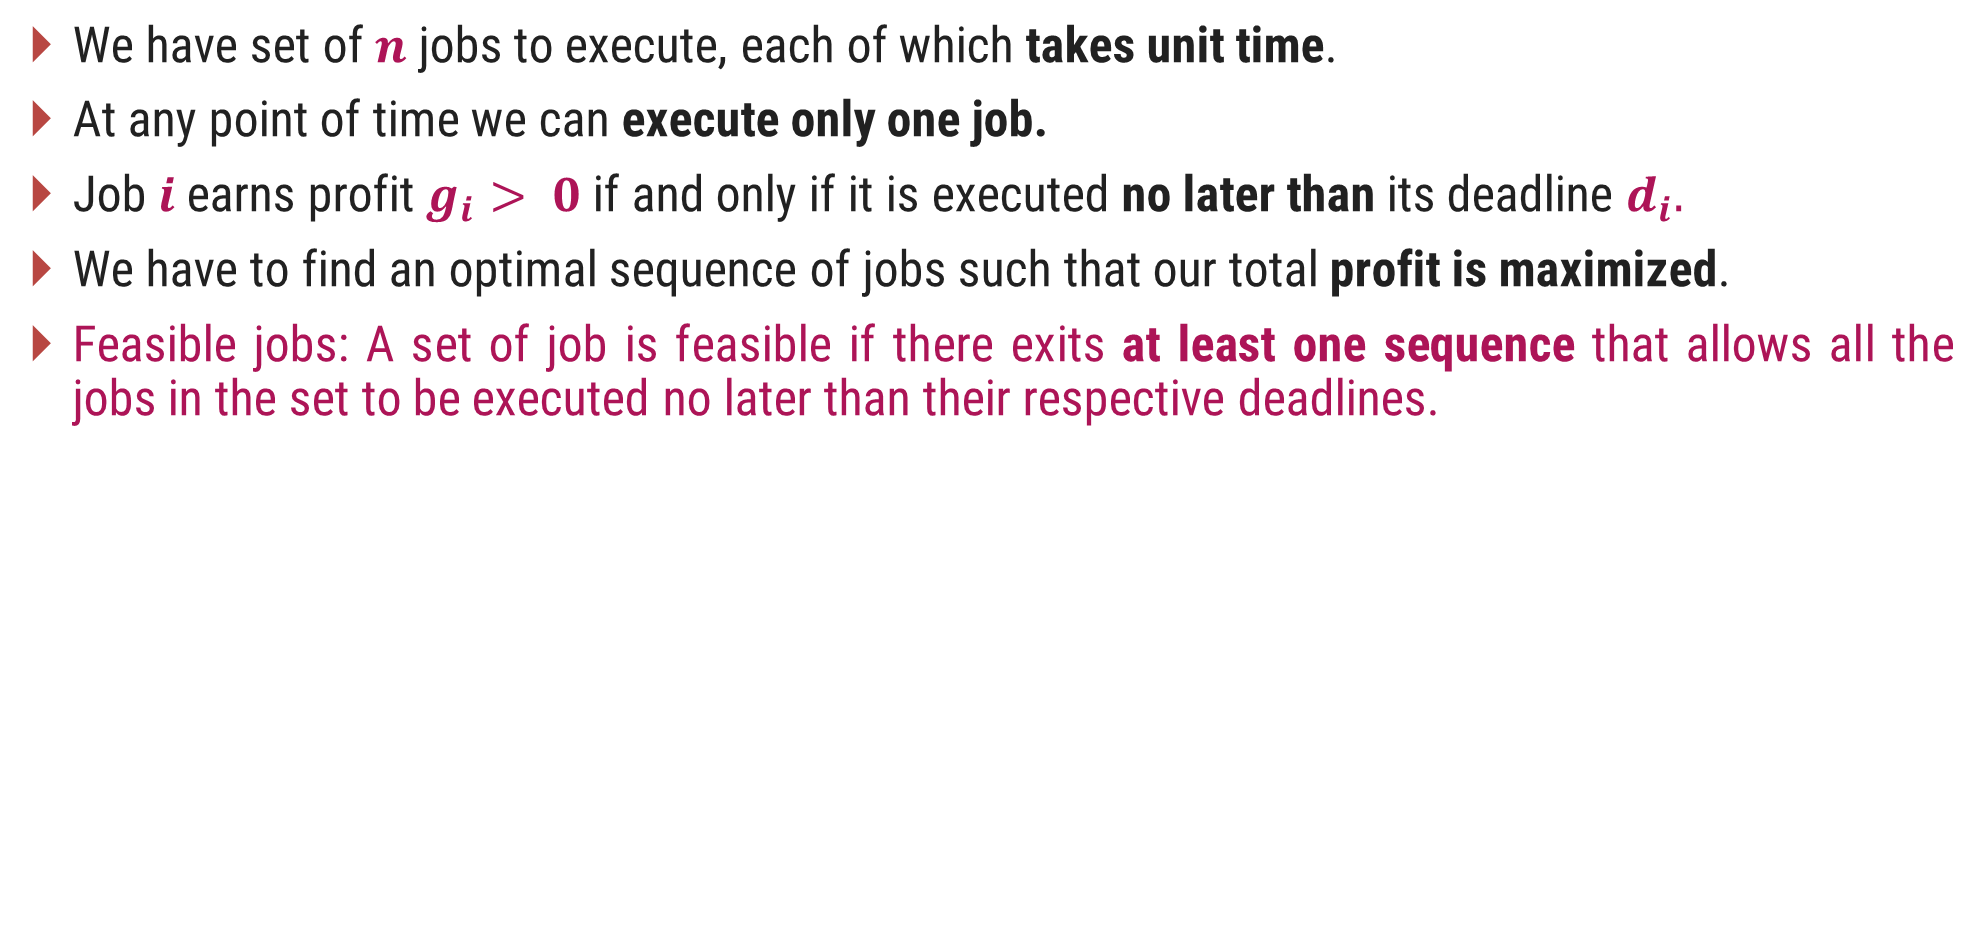 We have set of n jobs to execute, each of which takes unit time.
At any point of time we can execute only one job.
Job i earns profit gᵢ > 0 if and only if it is executed no later than its deadline dᵢ.
We have to find an optimal sequence of jobs such that our total profit is maximized.
Feasible jobs: A set of job is feasible if there exits at least one sequence that allows all the
jobs in the set to be executed no later than their respective deadlines.